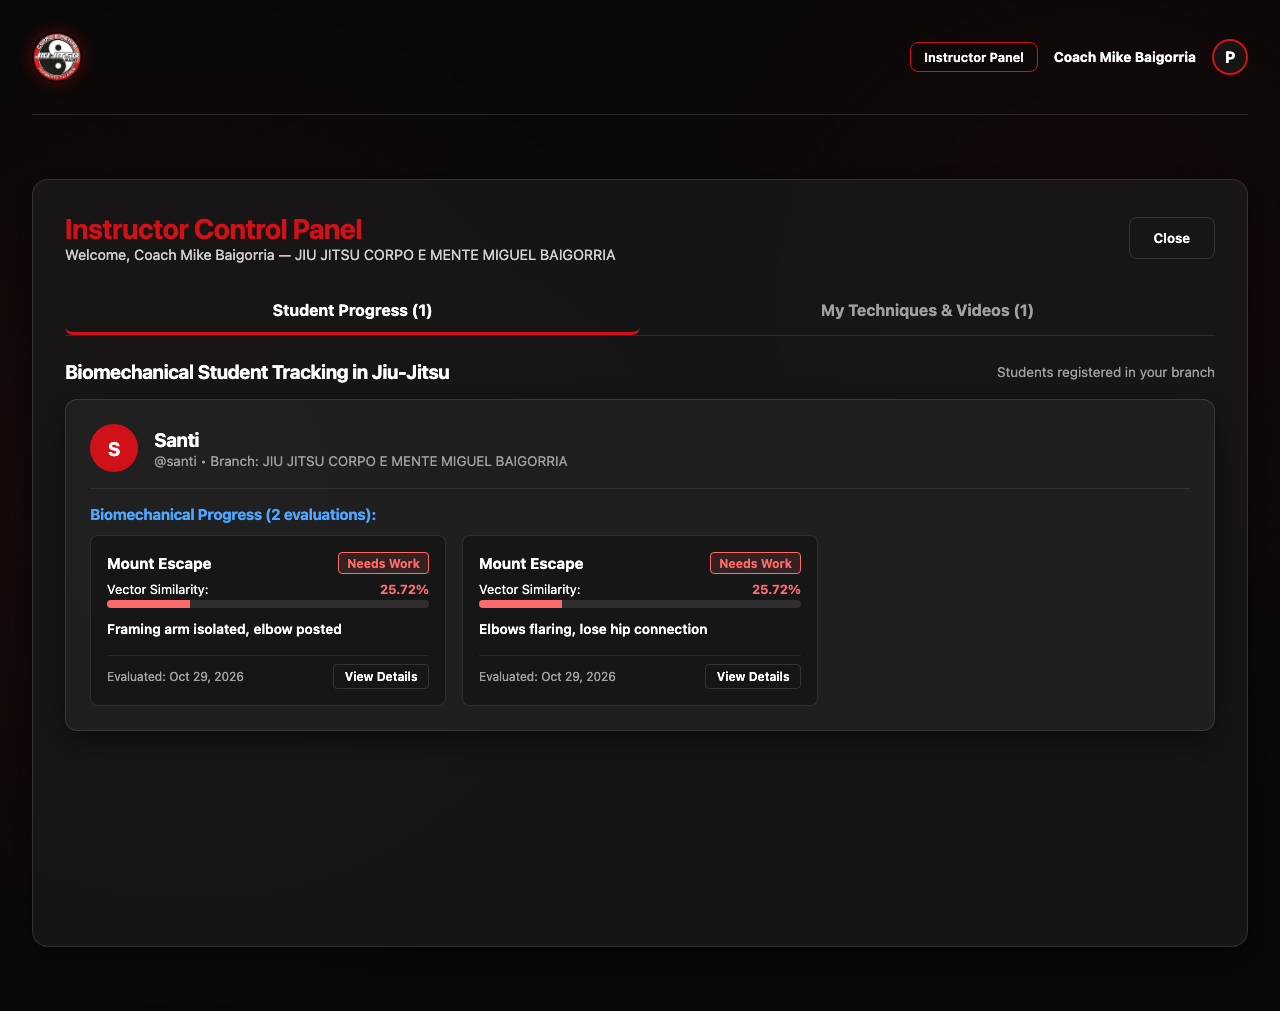 Instructor Panel
Coach Mike Baigorria
P
Instructor Control Panel
Welcome, Coach Mike Baigorria — JIU JITSU CORPO E MENTE MIGUEL BAIGORRIA
Close
Student Progress (1)
My Techniques & Videos (1)
Biomechanical Student Tracking in Jiu-Jitsu
Students registered in your branch
S
Santi
@santi • Branch: JIU JITSU CORPO E MENTE MIGUEL BAIGORRIA
Biomechanical Progress (2 evaluations):
Mount Escape
Needs Work
Vector Similarity:
25.72%
Framing arm isolated, elbow posted
Evaluated: Oct 29, 2026
View Details
Mount Escape
Needs Work
Vector Similarity:
25.72%
Elbows flaring, lose hip connection
Evaluated: Oct 29, 2026
View Details